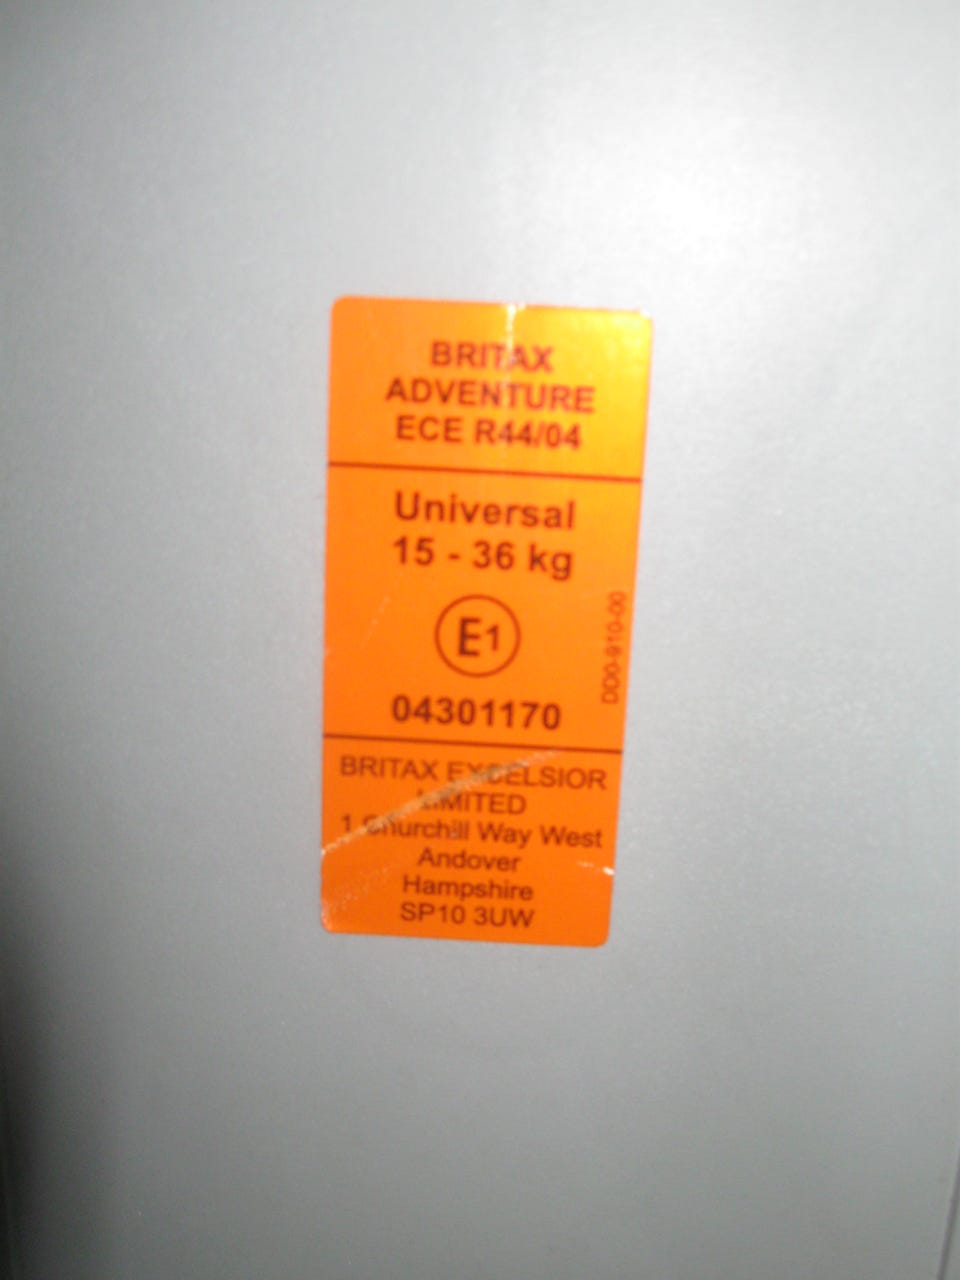 BRITAX
ADVENTURE
ECE R44/04
Universal
15 - 36 kg
E1
04301170
DD0-910-00
BRITAX EXCELSIOR
LIMITED
1 Churchill Way West
Andover
Hampshire
SP10 3UW